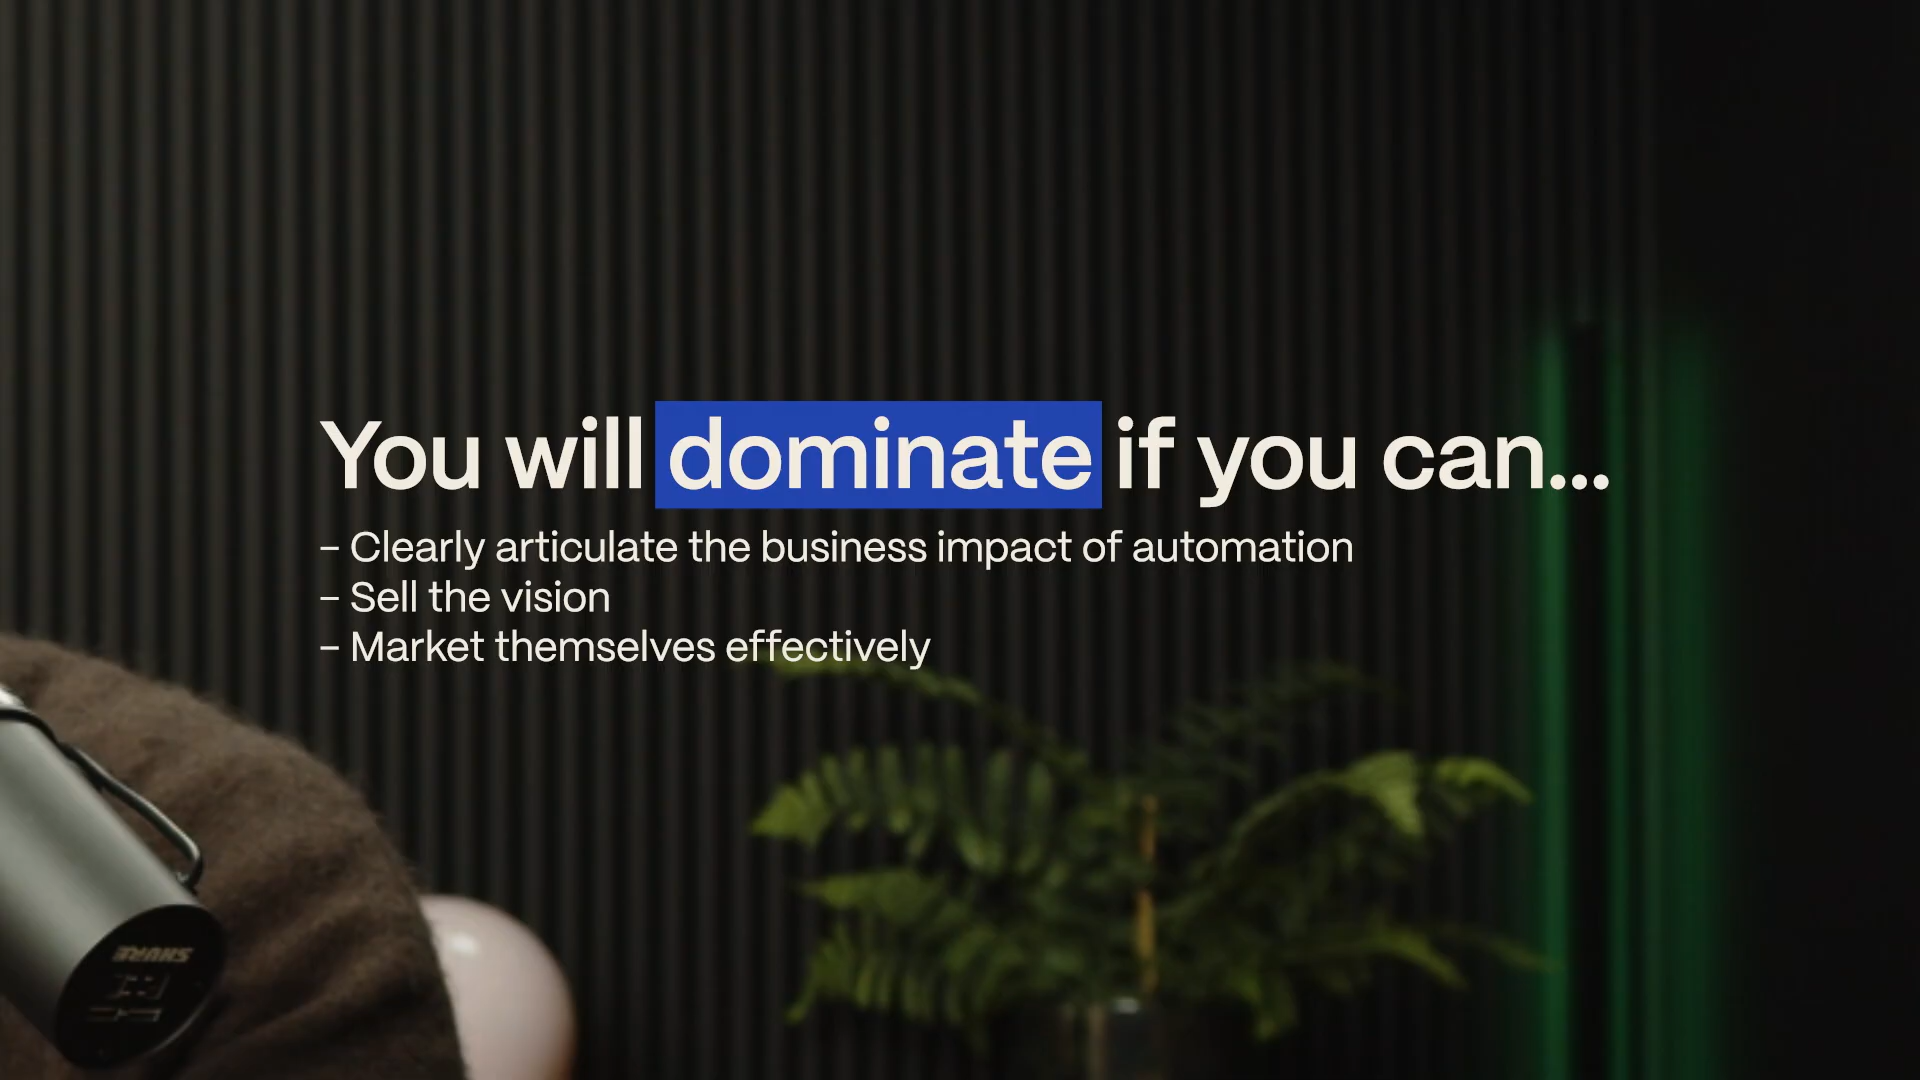 You will dominate if you can...
– Clearly articulate the business impact of automation
– Sell the vision
– Market themselves effectively
SHURE